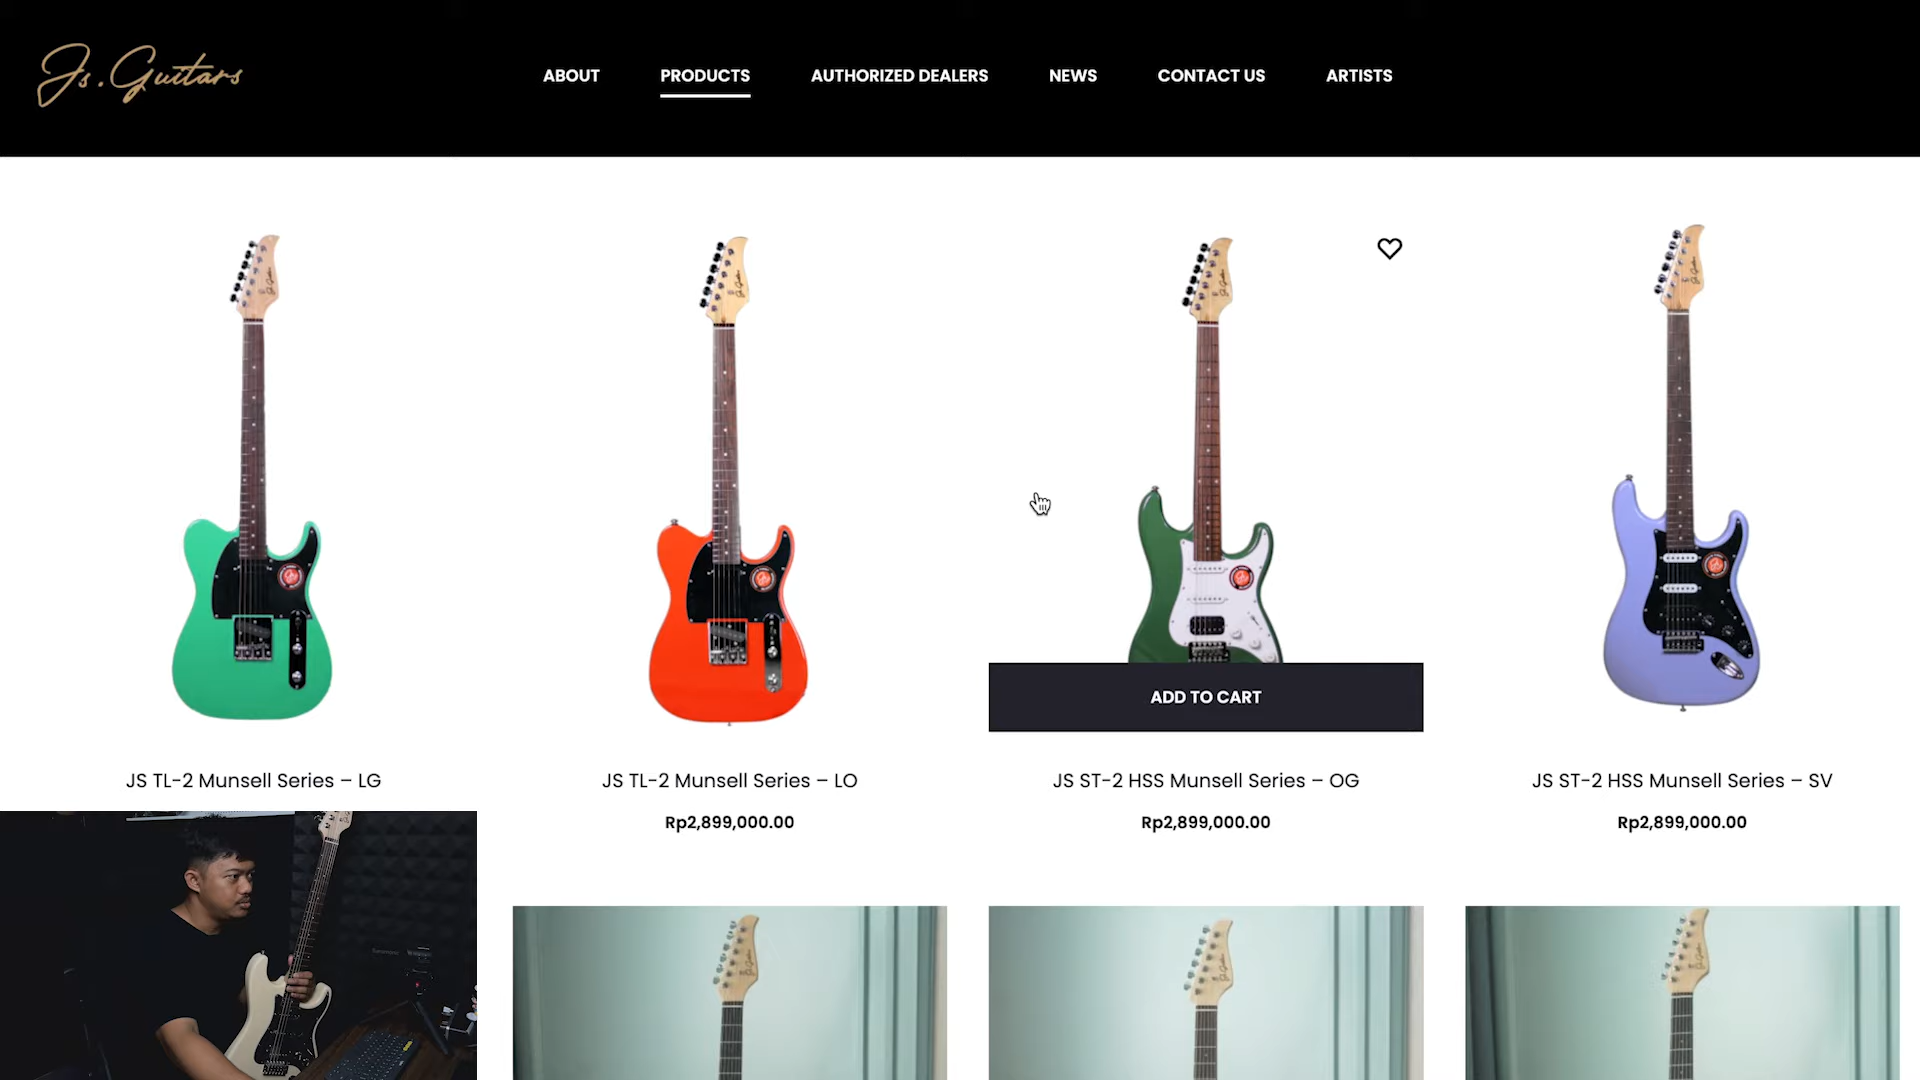 Js. Guitars
ABOUT
PRODUCTS
AUTHORIZED DEALERS
NEWS
CONTACT US
ARTISTS
ADD TO CART
JS TL-2 Munsell Series – LG
JS TL-2 Munsell Series – LO
JS ST-2 HSS Munsell Series – OG
JS ST-2 HSS Munsell Series – SV
Rp2,899,000.00
Rp2,899,000.00
Rp2,899,000.00